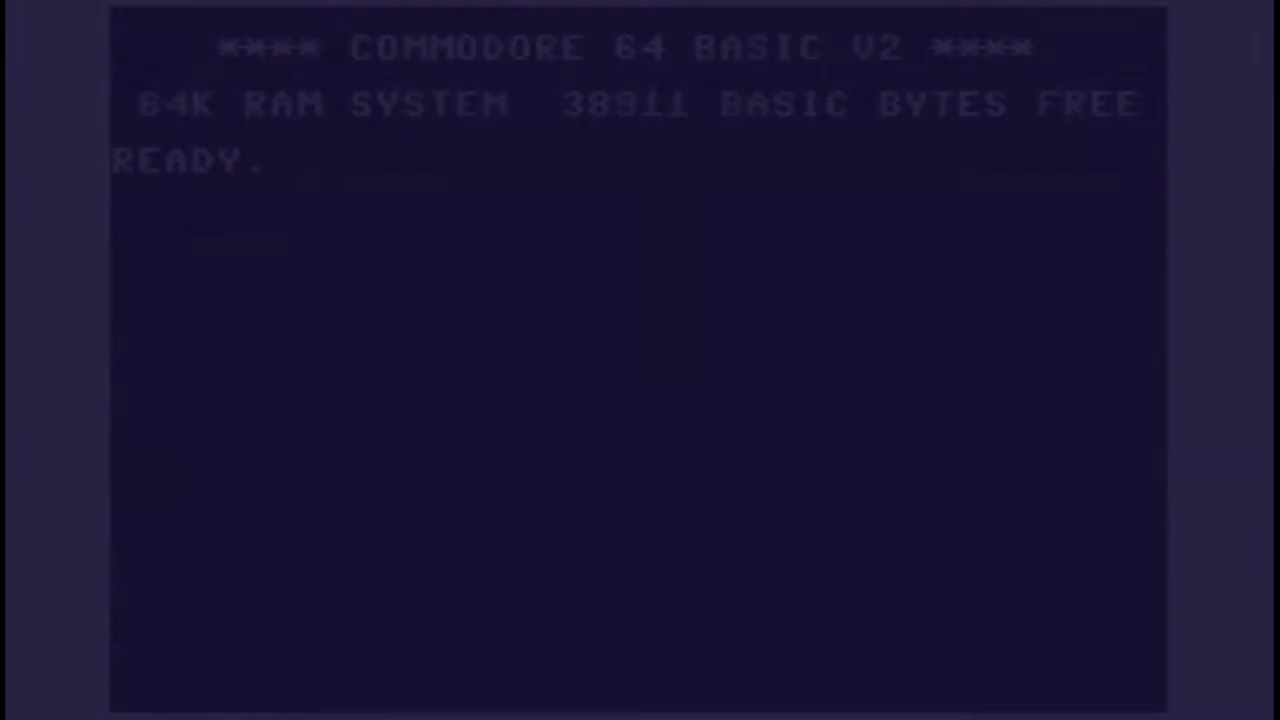 **** COMMODORE 64 BASIC V2 ****
64K RAM SYSTEM  38911 BASIC BYTES FREE
READY.